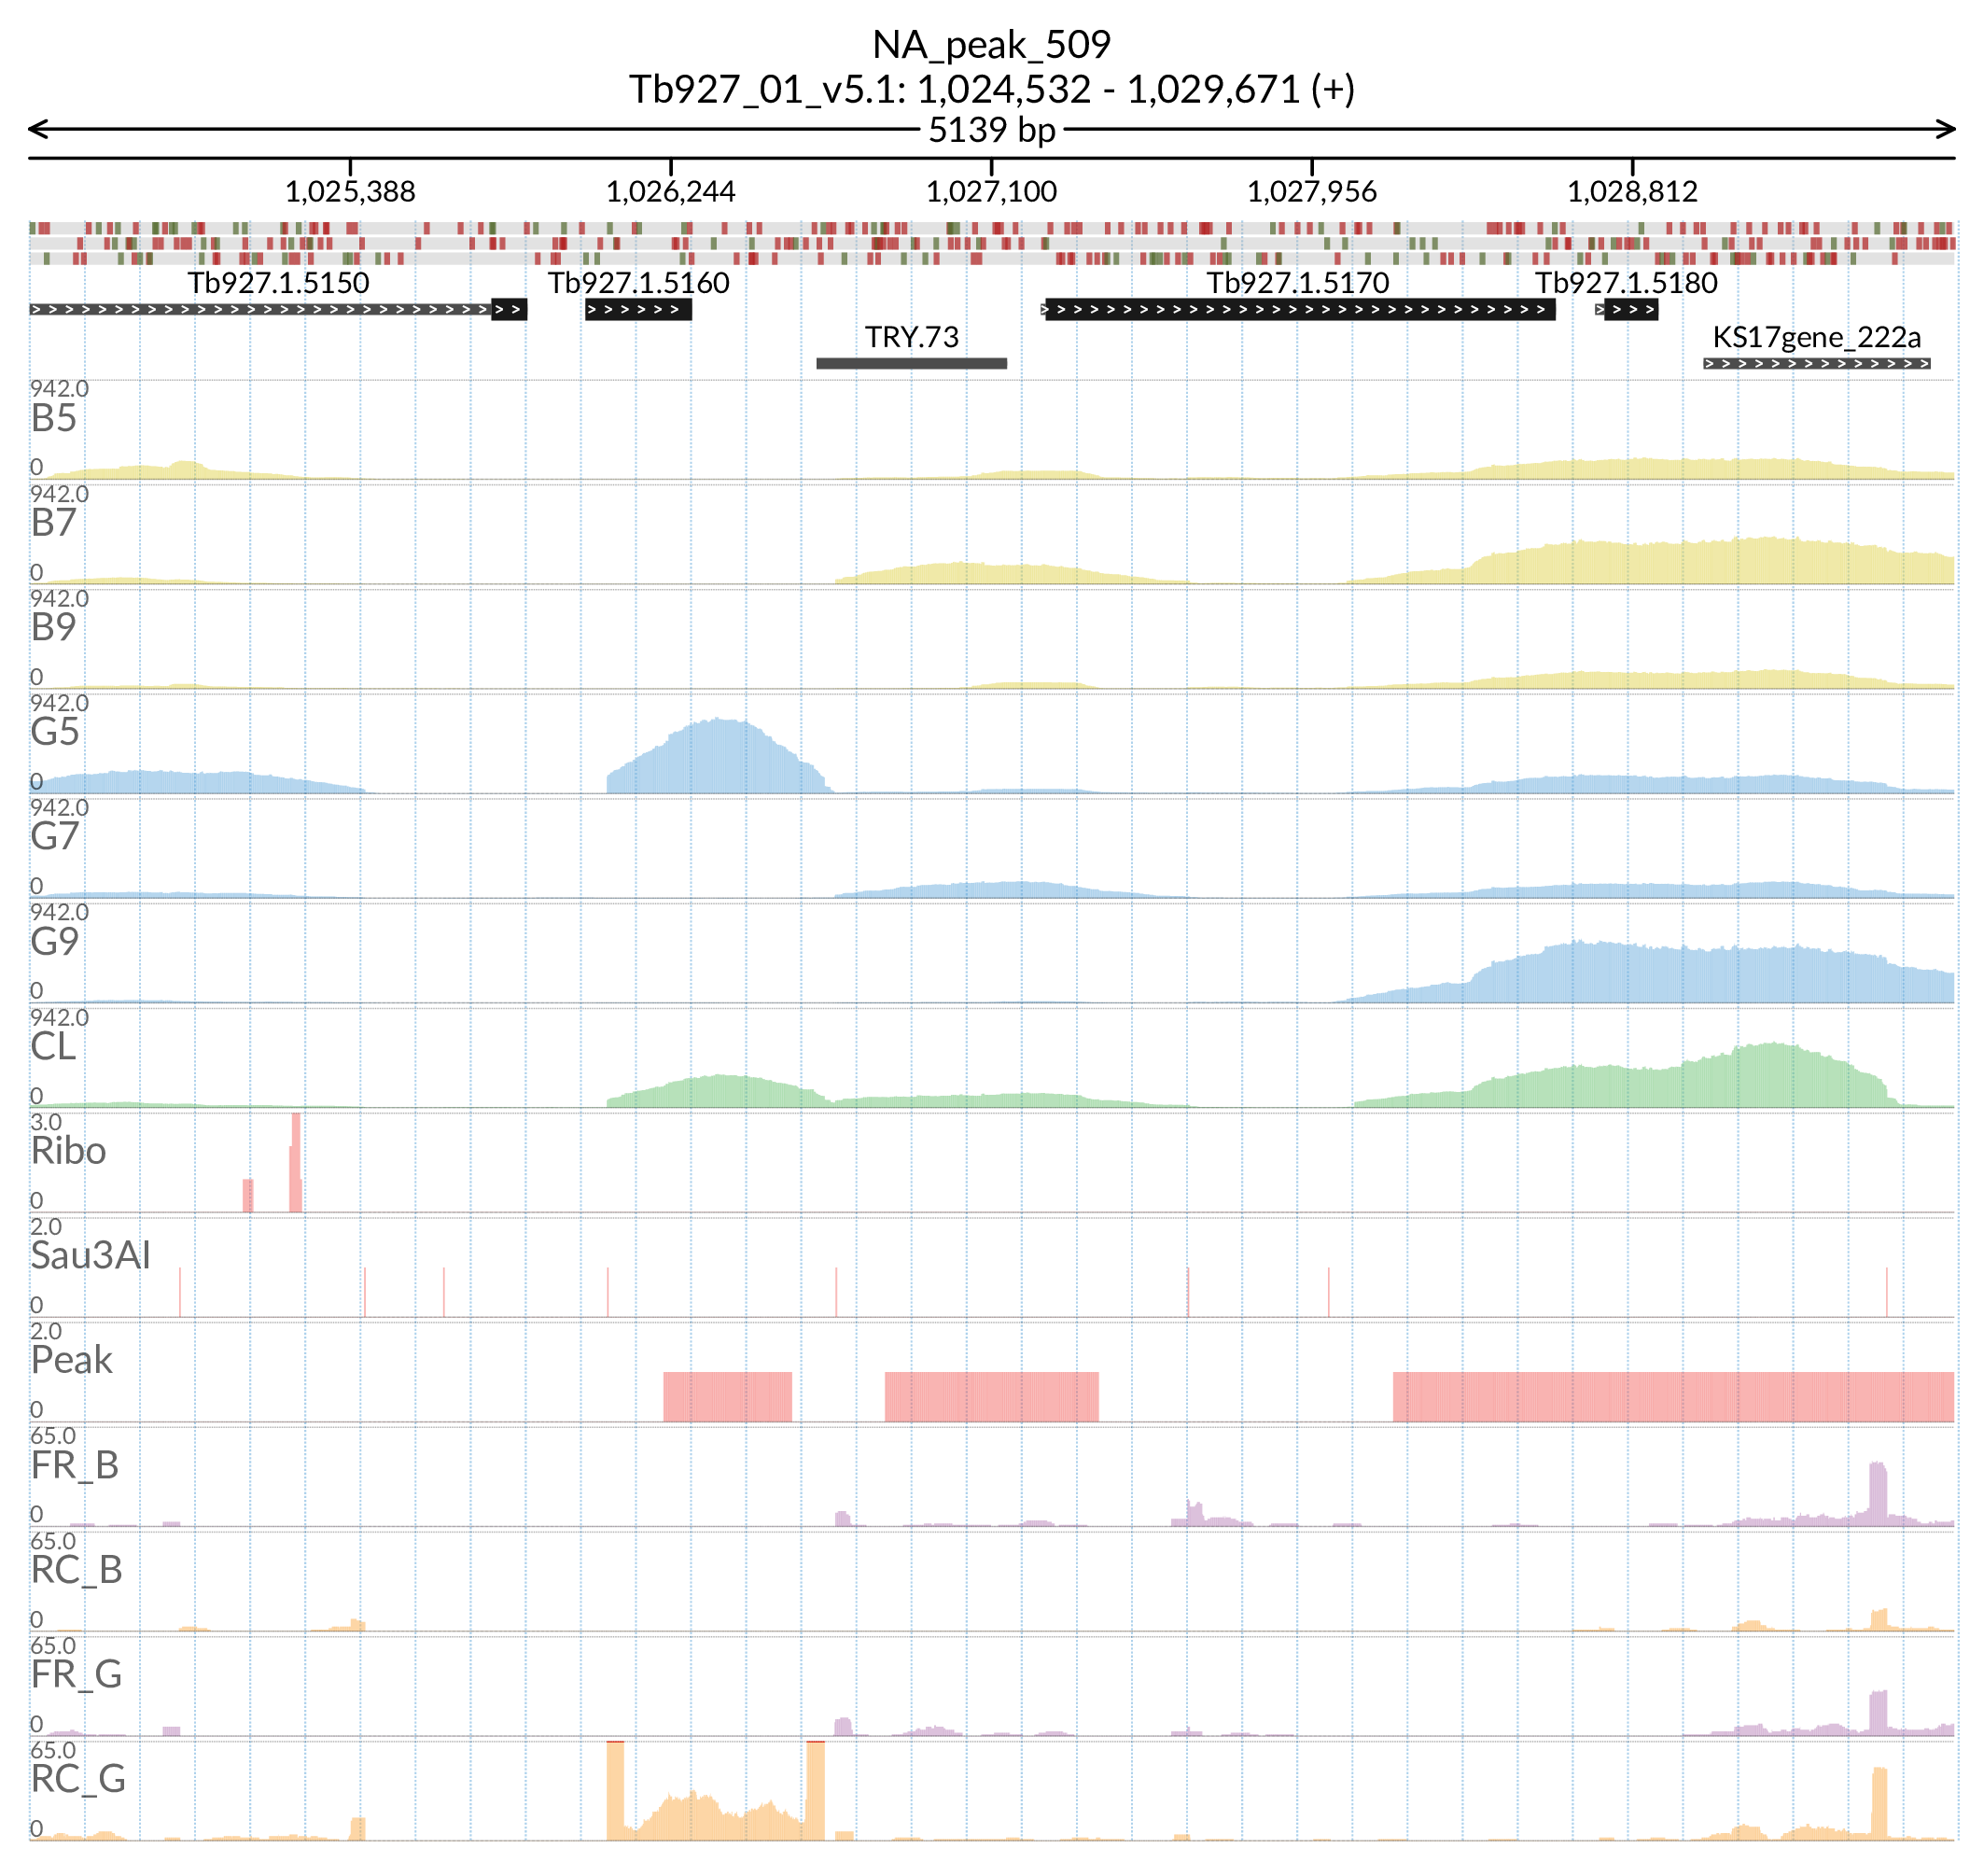 NA_peak_509
Tb927_01_v5.1: 1,024,532 - 1,029,671 (+)
5139 bp
1,025,388 1,026,244 1,027,100 1,027,956 1,028,812
Tb927.1.5150 Tb927.1.5160 Tb927.1.5170 Tb927.1.5180
TRY.73 KS17gene_222a
942.0
B5
0
942.0
B7
0
942.0
B9
0
942.0
G5
0
942.0
G7
0
942.0
G9
0
942.0
CL
0
3.0
Ribo
0
2.0
Sau3AI
0
2.0
Peak
0
65.0
FR_B
0
65.0
RC_B
0
65.0
FR_G
0
65.0
RC_G
0